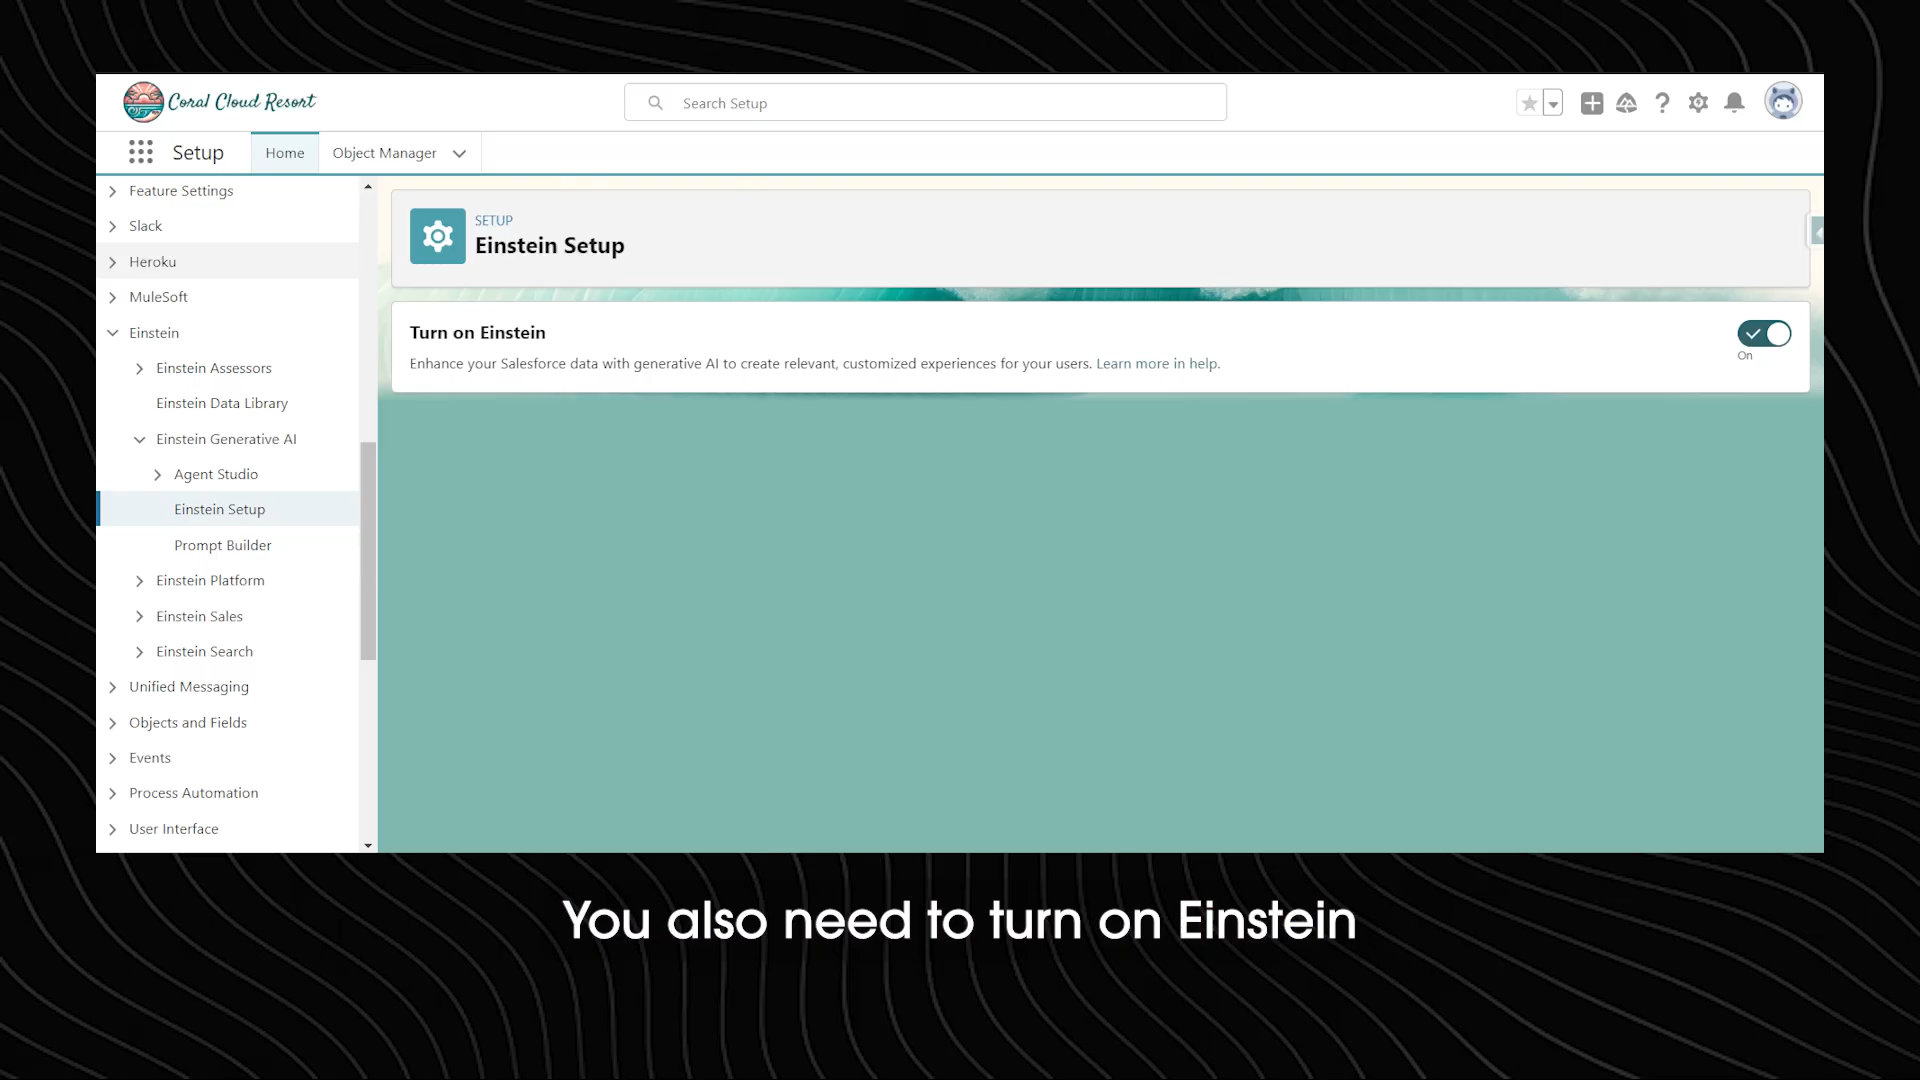 Coral Cloud Resort
Search Setup
Setup
Home
Object Manager
Feature Settings
Slack
Heroku
MuleSoft
Einstein
Einstein Assessors
Einstein Data Library
Einstein Generative AI
Agent Studio
Einstein Setup
Prompt Builder
Einstein Platform
Einstein Sales
Einstein Search
Unified Messaging
Objects and Fields
Events
Process Automation
User Interface
SETUP
Einstein Setup
Turn on Einstein
Enhance your Salesforce data with generative AI to create relevant, customized experiences for your users. Learn more in help.
On
You also need to turn on Einstein